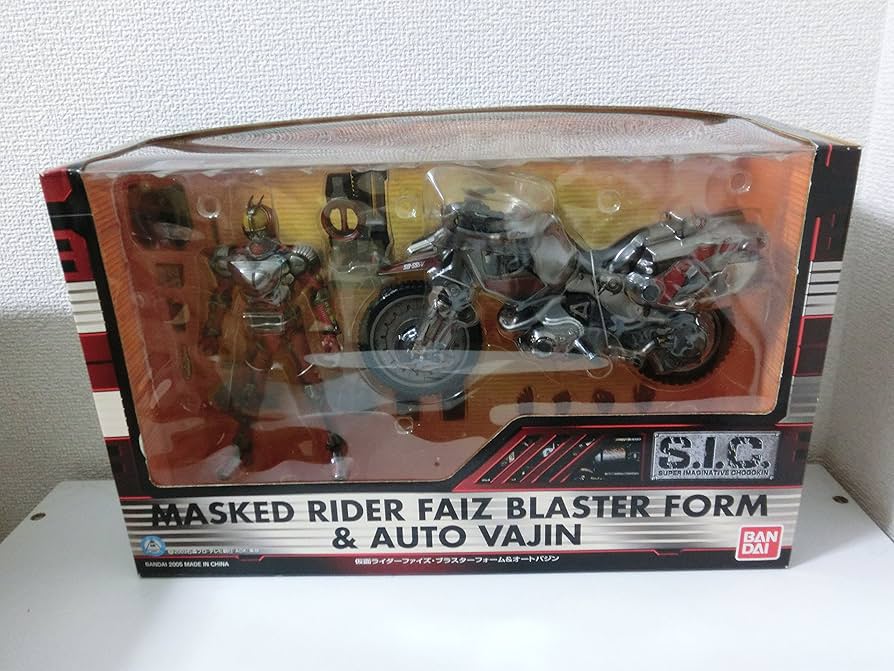 S.I.C.
SUPER IMAGINATIVE CHOGOKIN
MASKED RIDER FAIZ BLASTER FORM
& AUTO VAJIN
仮面ライダーファイズ・ブラスターフォーム&オートバジン
BAN
DAI
BANDAI 2005 MADE IN CHINA